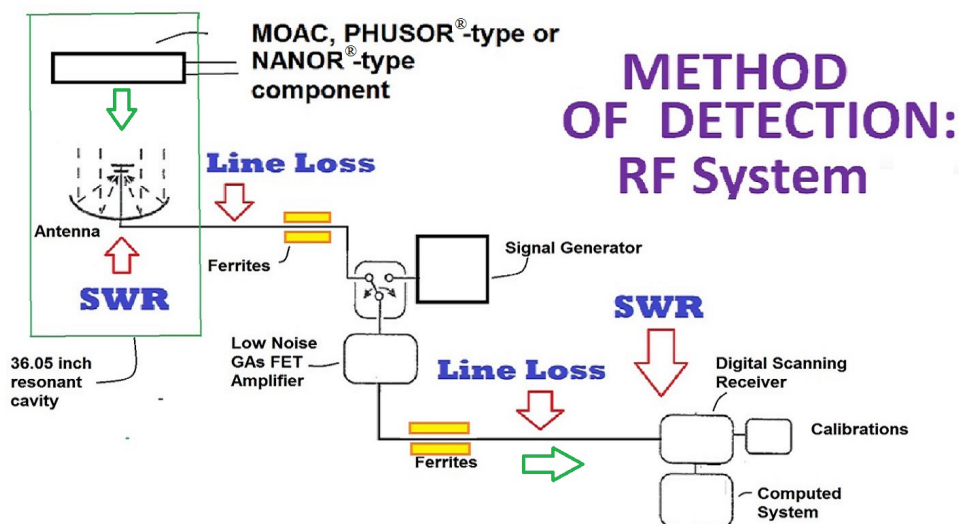 MOAC, PHUSOR®-type or
NANOR®-type
component
METHOD
OF DETECTION:
RF System
Line Loss
Antenna
Ferrites
Signal Generator
SWR
SWR
36.05 inch
resonant
cavity
Low Noise
GAs FET
Amplifier
Line Loss
Digital Scanning
Receiver
Calibrations
Ferrites
Computed
System